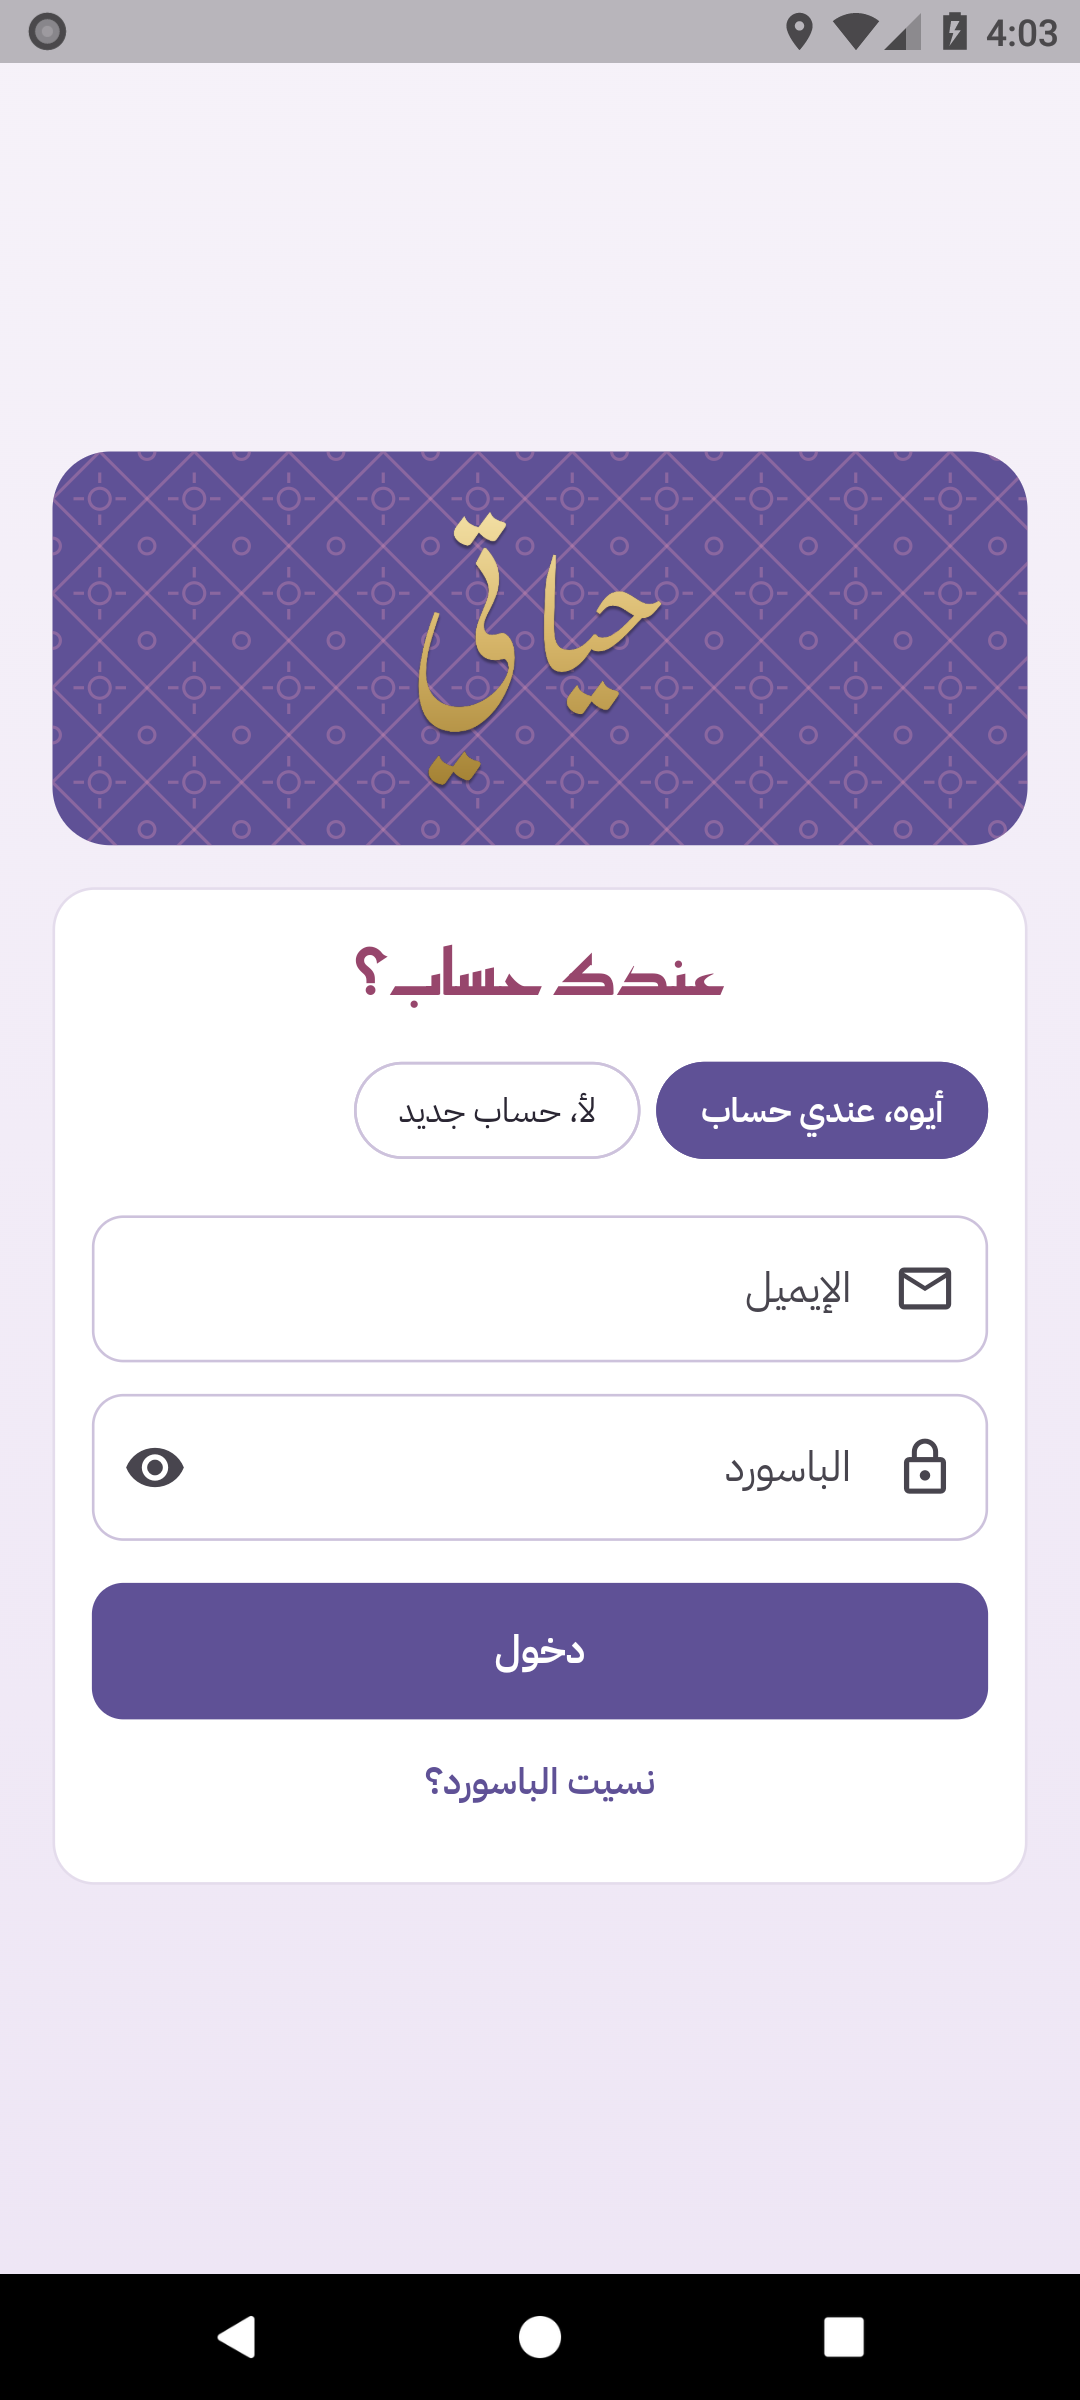 4:03
حياتي
عندك حساب؟
أيوه، عندي حساب
لأ، حساب جديد
الإيميل
الباسورد
دخول
نسيت الباسورد؟